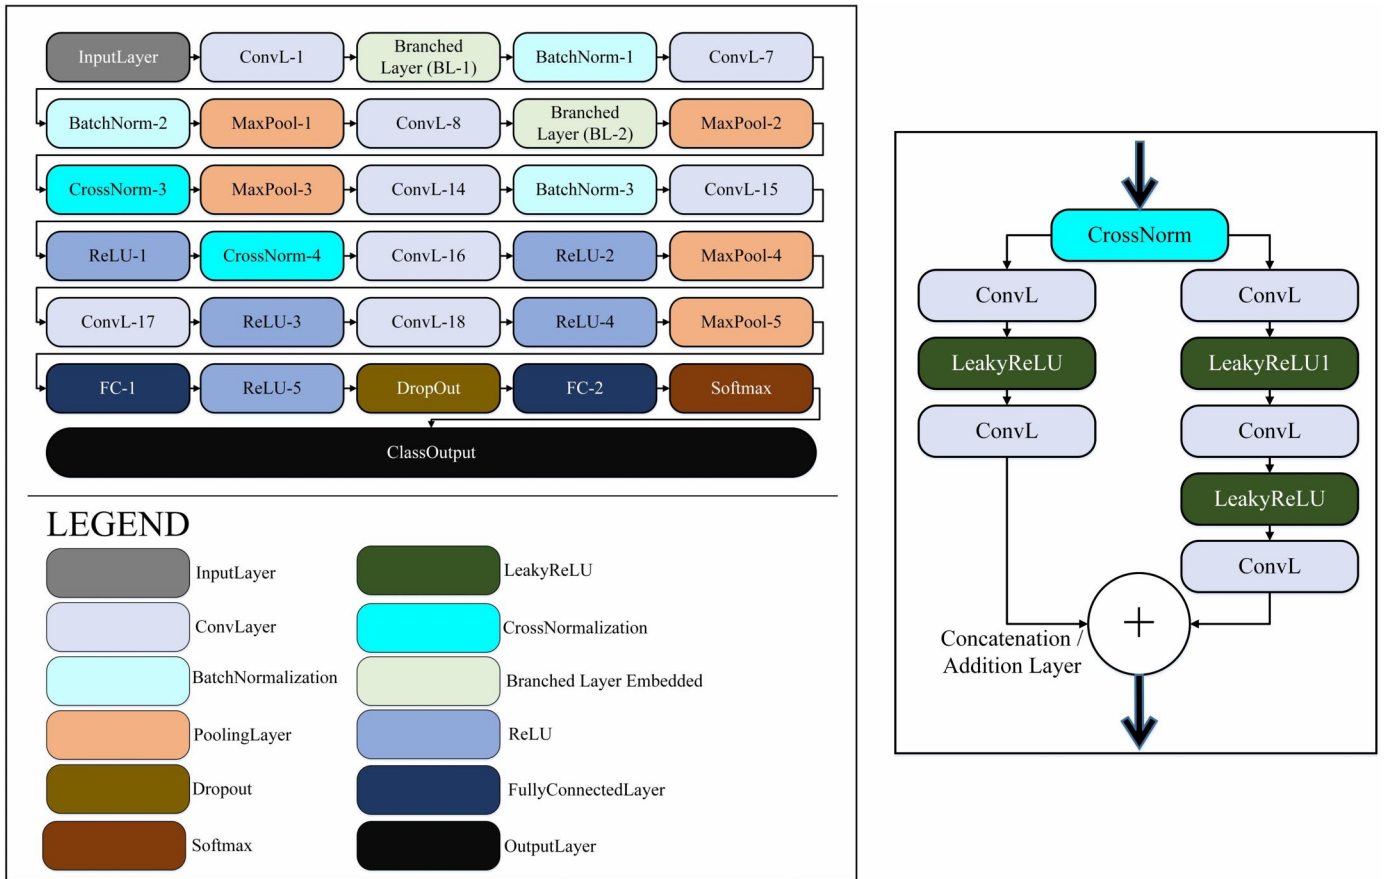 InputLayer
ConvL-1
Branched
Layer (BL-1)
BatchNorm-1
ConvL-7
BatchNorm-2
MaxPool-1
ConvL-8
Branched
Layer (BL-2)
MaxPool-2
CrossNorm-3
MaxPool-3
ConvL-14
BatchNorm-3
ConvL-15
ReLU-1
CrossNorm-4
ConvL-16
ReLU-2
MaxPool-4
ConvL-17
ReLU-3
ConvL-18
ReLU-4
MaxPool-5
FC-1
ReLU-5
DropOut
FC-2
Softmax
ClassOutput
LEGEND
InputLayer
ConvLayer
BatchNormalization
PoolingLayer
Dropout
Softmax
LeakyReLU
CrossNormalization
Branched Layer Embedded
ReLU
FullyConnectedLayer
OutputLayer
CrossNorm
ConvL
LeakyReLU
ConvL
ConvL
LeakyReLU1
ConvL
LeakyReLU
ConvL
+
Concatenation /
Addition Layer